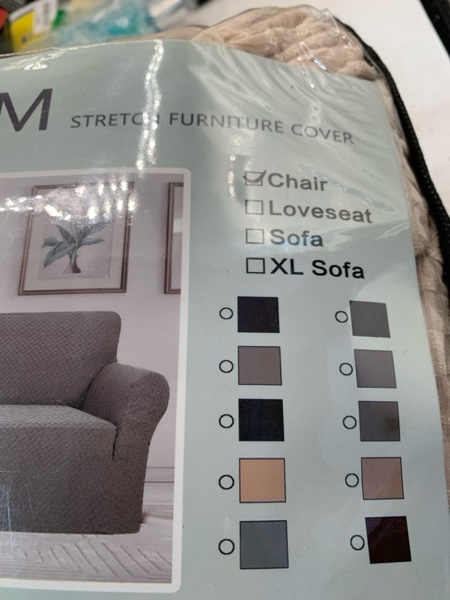 M
STRETCH FURNITURE COVER
Chair
Loveseat
Sofa
XL Sofa